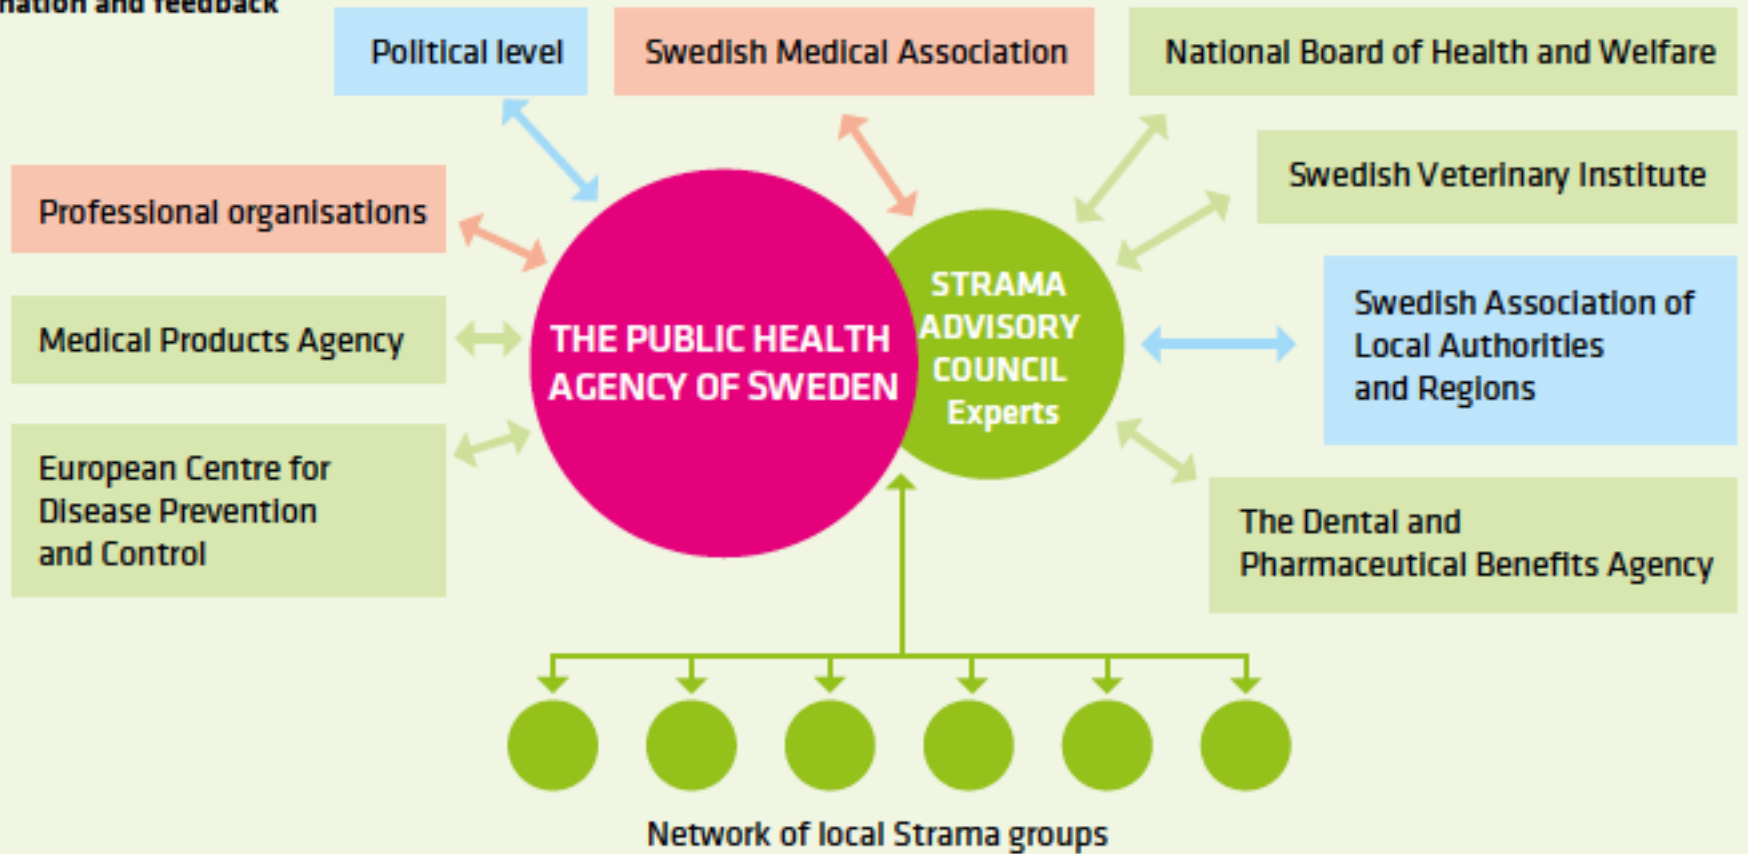 and feedback
Political level
Swedish Medical Association
National Board of Health and Welfare
Swedish Veterinary Institute
Professional organisations
Medical Products Agency
European Centre for
Disease Prevention
and Control
THE PUBLIC HEALTH
AGENCY OF SWEDEN
STRAMA
ADVISORY
COUNCIL
Experts
Swedish Association of
Local Authorities
and Regions
The Dental and
Pharmaceutical Benefits Agency
Network of local Strama groups